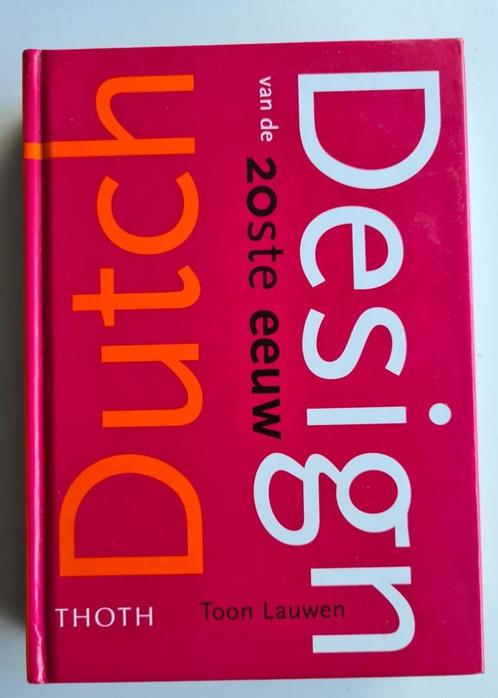 Dutch
Design
van de 20ste eeuw
THOTH
Toon Lauwen